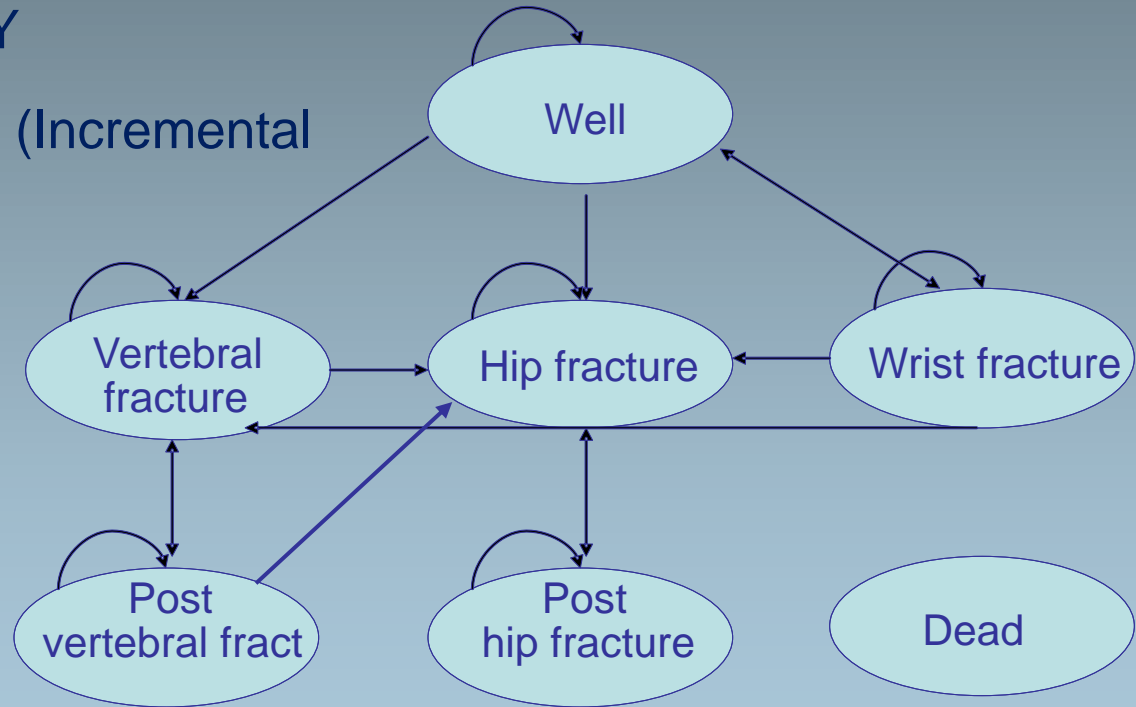 Y
(Incremental
Well
Vertebral
fracture
Hip fracture
Wrist fracture
Post
vertebral fract
Post
hip fracture
Dead